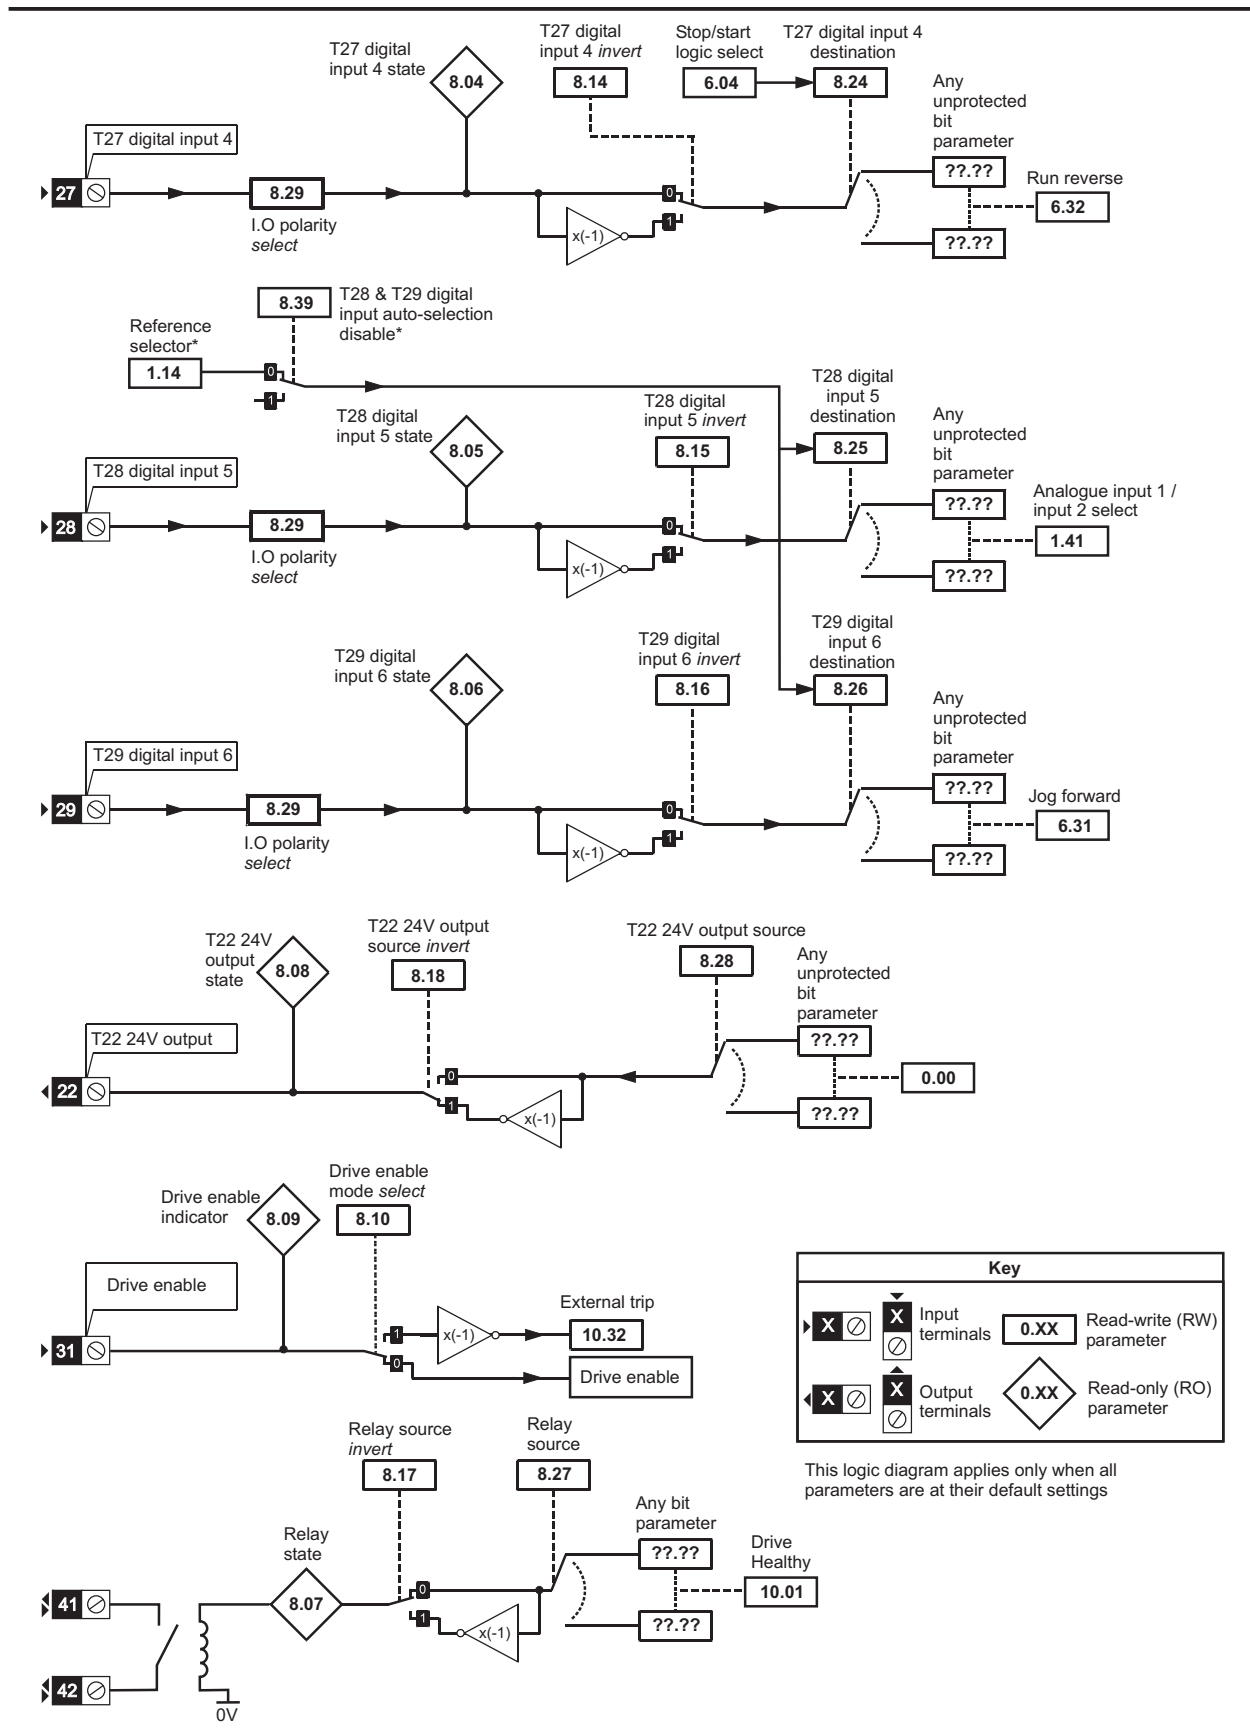 T27 digital
input 4 state
8.04
T27 digital
input 4 invert
8.14
Stop/start
logic select
6.04
T27 digital input 4
destination
8.24
Any
unprotected
bit
parameter
T27 digital input 4
27
8.29
I.O polarity
select
0
1
x(-1)
??.??
??.??
Run reverse
6.32
8.39
T28 & T29 digital
input auto-selection
disable*
Reference
selector*
1.14
0
1
T28 digital
input 5 state
8.05
T28 digital
input 5 invert
8.15
T28 digital
input 5
destination
8.25
Any
unprotected
bit
parameter
T28 digital input 5
28
8.29
I.O polarity
select
0
1
x(-1)
??.??
??.??
Analogue input 1 /
input 2 select
1.41
T29 digital
input 6 state
8.06
T29 digital
input 6 invert
8.16
T29 digital
input 6
destination
8.26
Any
unprotected
bit
parameter
T29 digital input 6
29
8.29
I.O polarity
select
0
1
x(-1)
??.??
??.??
Jog forward
6.31
T22 24V
output
state
8.08
T22 24V output
source invert
8.18
T22 24V output source
8.28
Any
unprotected
bit
parameter
T22 24V output
22
0
1
x(-1)
??.??
??.??
0.00
Drive enable
indicator
8.09
Drive enable
mode select
8.10
Drive enable
31
1
0
x(-1)
External trip
10.32
Drive enable
Key
X
X
Input
terminals
0.XX
Read-write (RW)
parameter
X
X
Output
terminals
0.XX
Read-only (RO)
parameter
This logic diagram applies only when all
parameters are at their default settings
Relay source
invert
8.17
Relay
source
8.27
Any bit
parameter
??.??
??.??
Drive
Healthy
10.01
Relay
state
8.07
0
1
x(-1)
41
42
0V